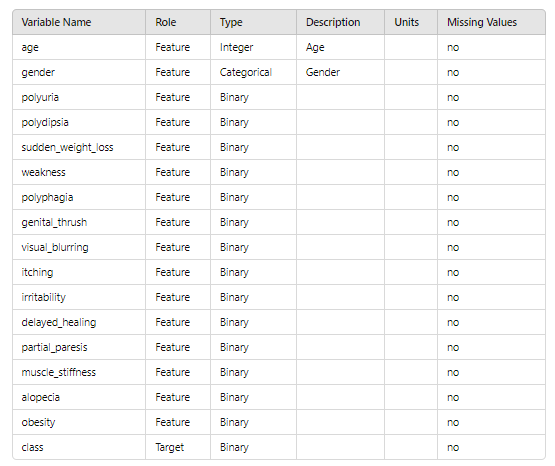 Variable Name Role Type Description Units Missing Values
age Feature Integer Age no
gender Feature Categorical Gender no
polyuria Feature Binary no
polydipsia Feature Binary no
sudden_weight_loss Feature Binary no
weakness Feature Binary no
polyphagia Feature Binary no
genital_thrush Feature Binary no
visual_blurring Feature Binary no
itching Feature Binary no
irritability Feature Binary no
delayed_healing Feature Binary no
partial_paresis Feature Binary no
muscle_stiffness Feature Binary no
alopecia Feature Binary no
obesity Feature Binary no
class Target Binary no